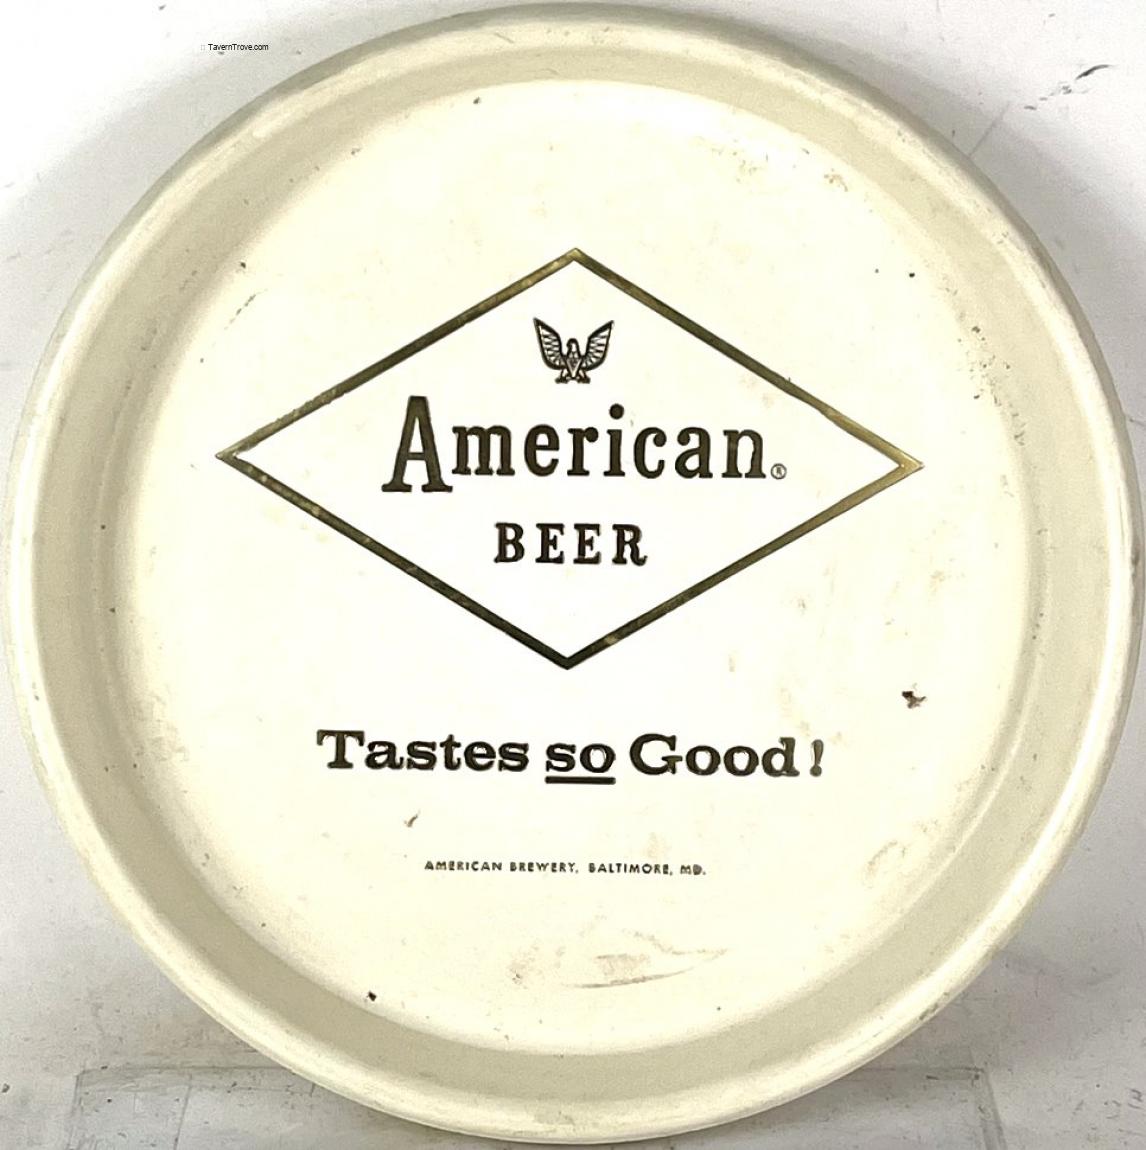 TavernTrove.com
American®
BEER
Tastes so Good!
AMERICAN BREWERY, BALTIMORE, MD.